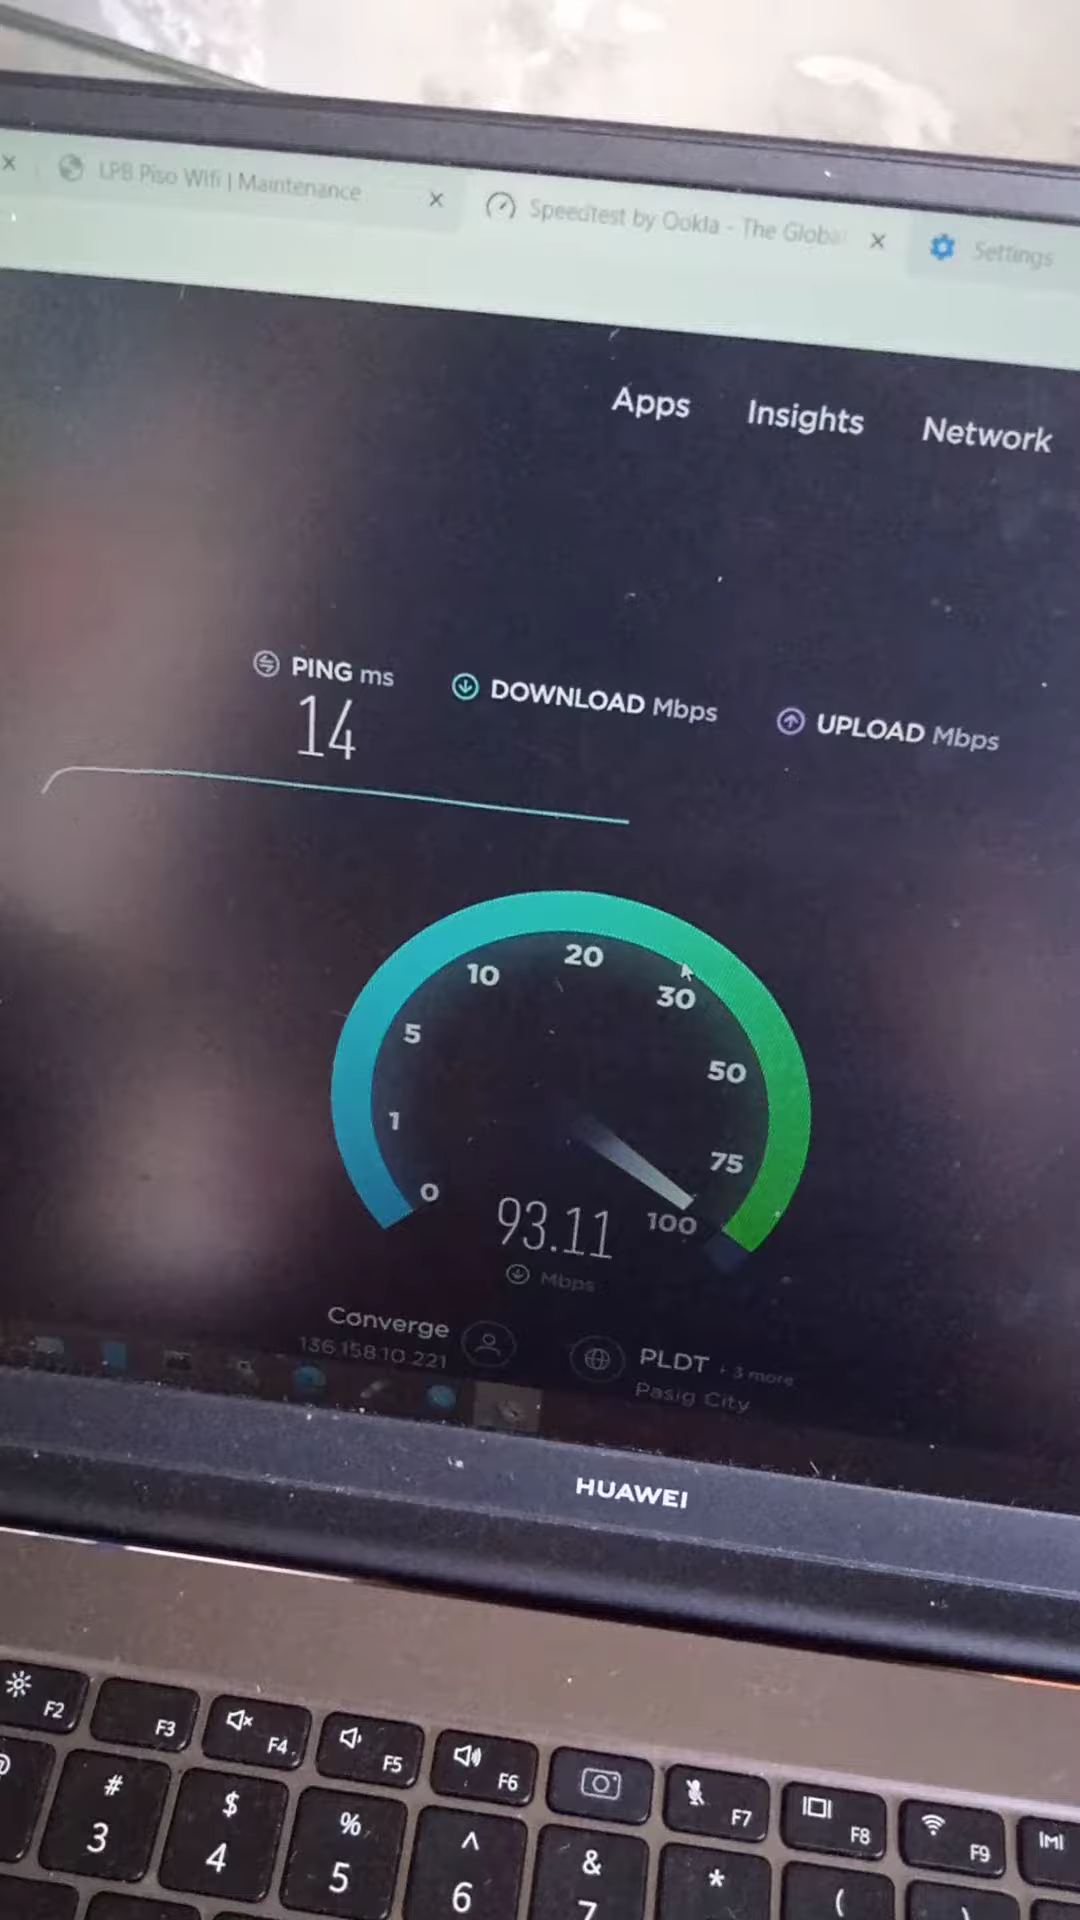 LPB Piso Wifi | Maintenance
Speedtest by Ookla - The Global
Settings
Apps Insights Network
PING ms
14
DOWNLOAD Mbps
UPLOAD Mbps
0
1
5
10
20
30
50
75
100
93.11
Mbps
Converge
136.158.10.221
PLDT + 3 more
Pasig City
HUAWEI
F2 F3 F4 F5 F6 F7 F8 F9
# $ % ^ & * (
3 4 5 6 7